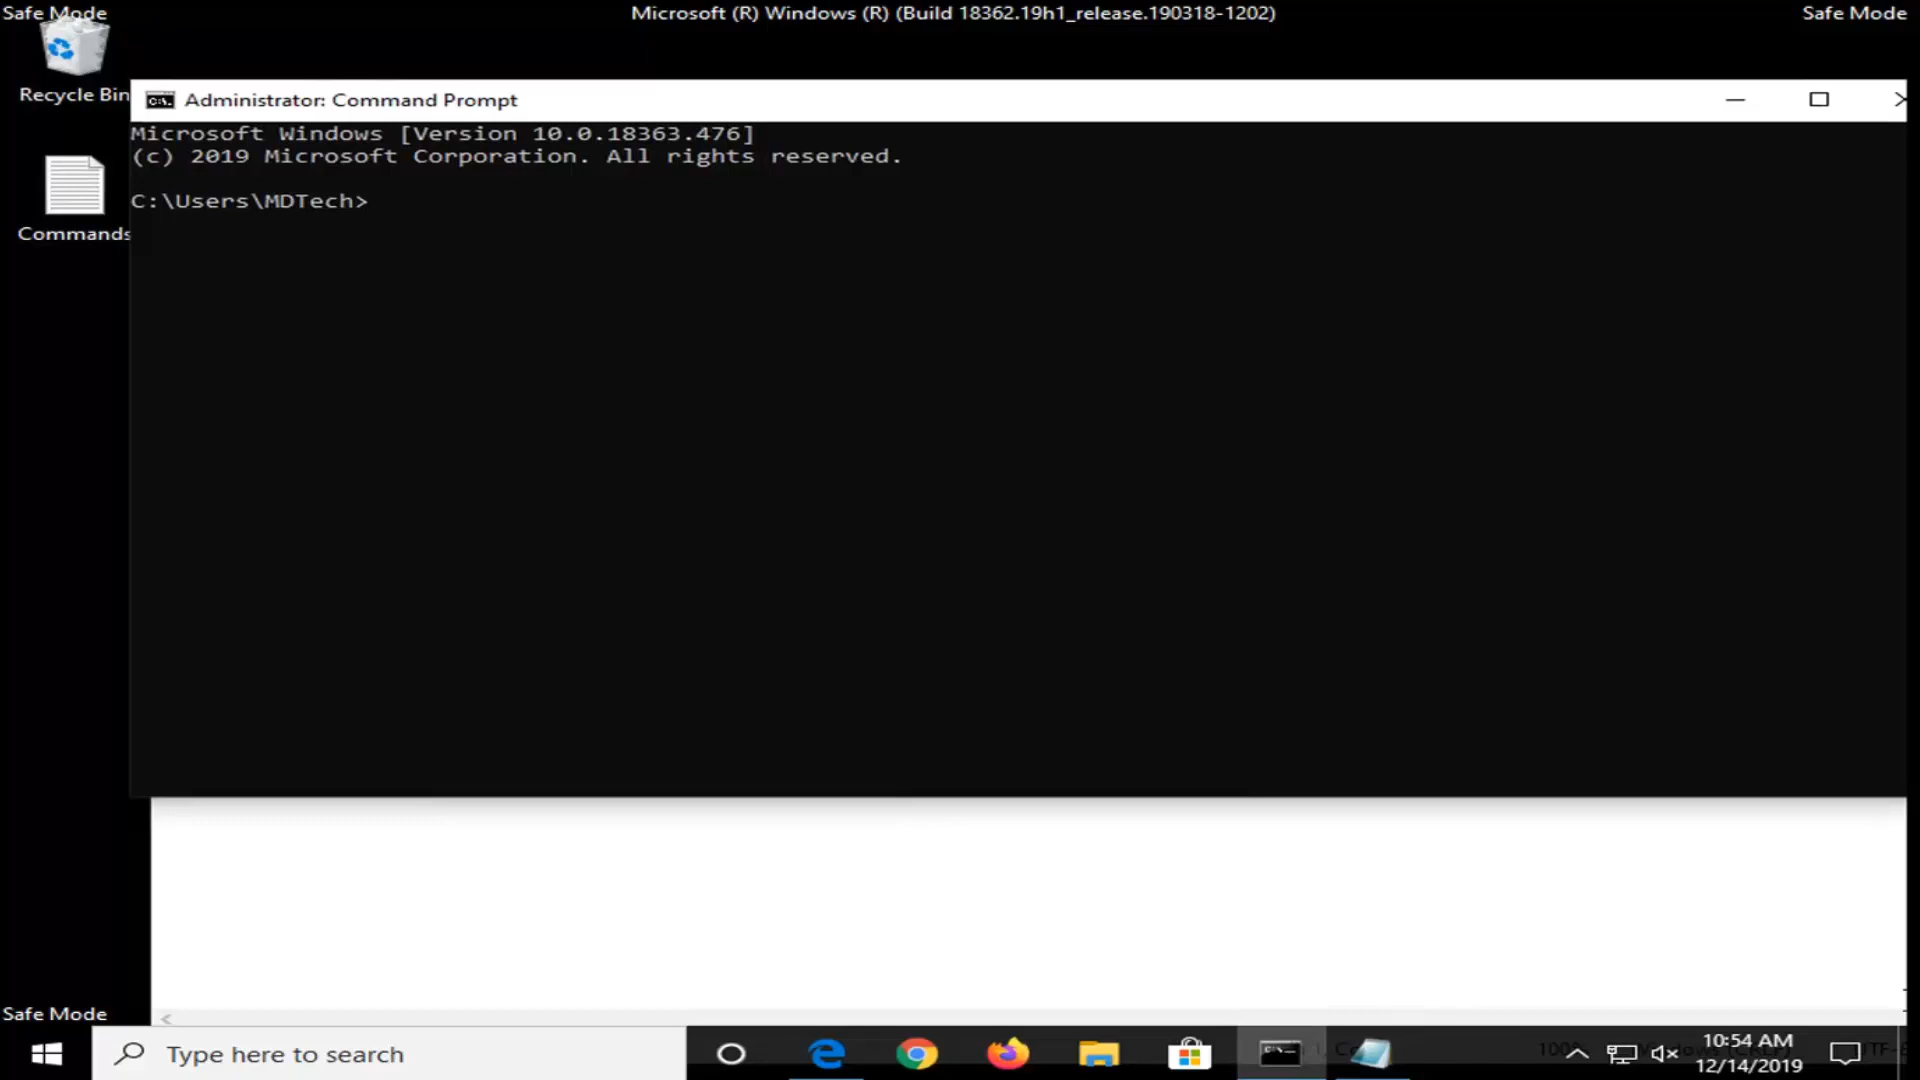 Safe Mode
Microsoft (R) Windows (R) (Build 18362.19h1_release.190318-1202)
Safe Mode
Recycle Bin
Administrator: Command Prompt
Microsoft Windows [Version 10.0.18363.476]
(c) 2019 Microsoft Corporation. All rights reserved.
C:\Users\MDTech>
Commands
Safe Mode
Type here to search
100%
10:54 AM
12/14/2019